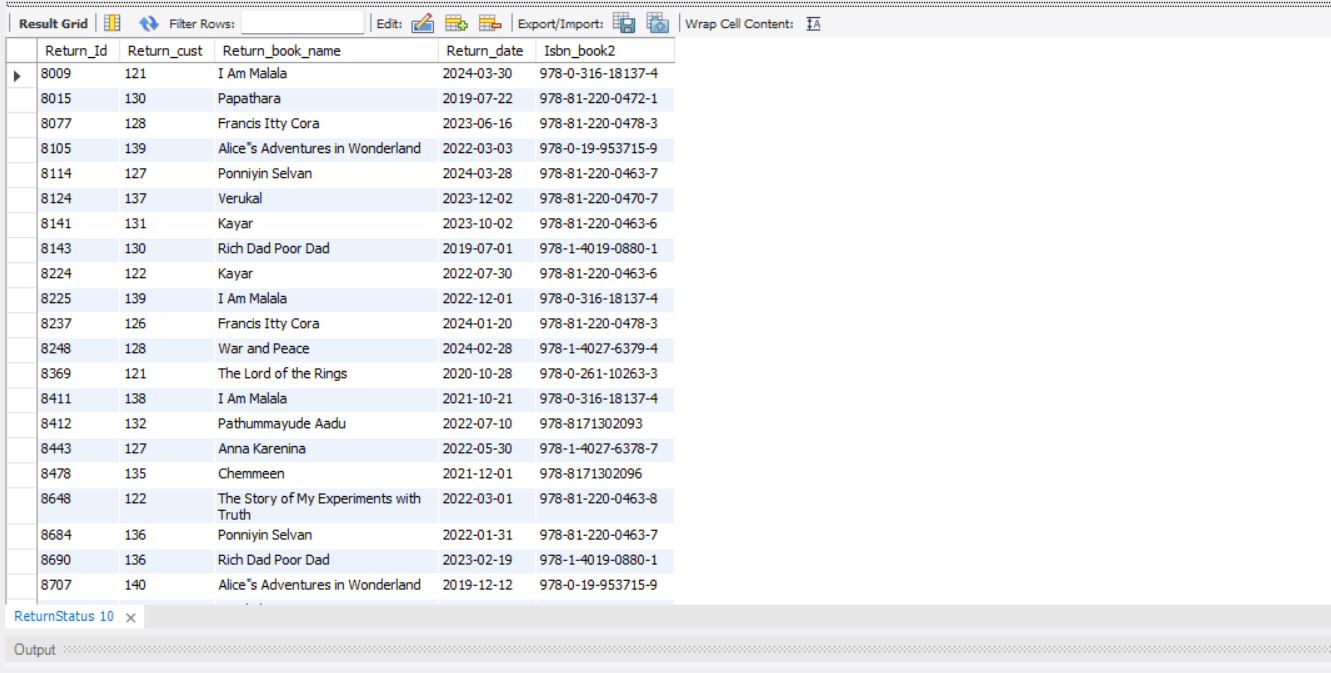 Result Grid Filter Rows: Edit: Export/Import: Wrap Cell Content: IA
Return_Id Return_cust Return_book_name Return_date Isbn_book2
8009 121 I Am Malala 2024-03-30 978-0-316-18137-4
8015 130 Papathara 2019-07-22 978-81-220-0472-1
8077 128 Francis Itty Cora 2023-06-16 978-81-220-0478-3
8105 139 Alice"s Adventures in Wonderland 2022-03-03 978-0-19-953715-9
8114 127 Ponniyin Selvan 2024-03-28 978-81-220-0463-7
8124 137 Verukal 2023-12-02 978-81-220-0470-7
8141 131 Kayar 2023-10-02 978-81-220-0463-6
8143 130 Rich Dad Poor Dad 2019-07-01 978-1-4019-0880-1
8224 122 Kayar 2022-07-30 978-81-220-0463-6
8225 139 I Am Malala 2022-12-01 978-0-316-18137-4
8237 126 Francis Itty Cora 2024-01-20 978-81-220-0478-3
8248 128 War and Peace 2024-02-28 978-1-4027-6379-4
8369 121 The Lord of the Rings 2020-10-28 978-0-261-10263-3
8411 138 I Am Malala 2021-10-21 978-0-316-18137-4
8412 132 Pathummayude Aadu 2022-07-10 978-8171302093
8443 127 Anna Karenina 2022-05-30 978-1-4027-6378-7
8478 135 Chemmeen 2021-12-01 978-8171302096
8648 122 The Story of My Experiments with 2022-03-01 978-81-220-0463-8
Truth
8684 136 Ponniyin Selvan 2022-01-31 978-81-220-0463-7
8690 136 Rich Dad Poor Dad 2023-02-19 978-1-4019-0880-1
8707 140 Alice"s Adventures in Wonderland 2019-12-12 978-0-19-953715-9
ReturnStatus 10
Output